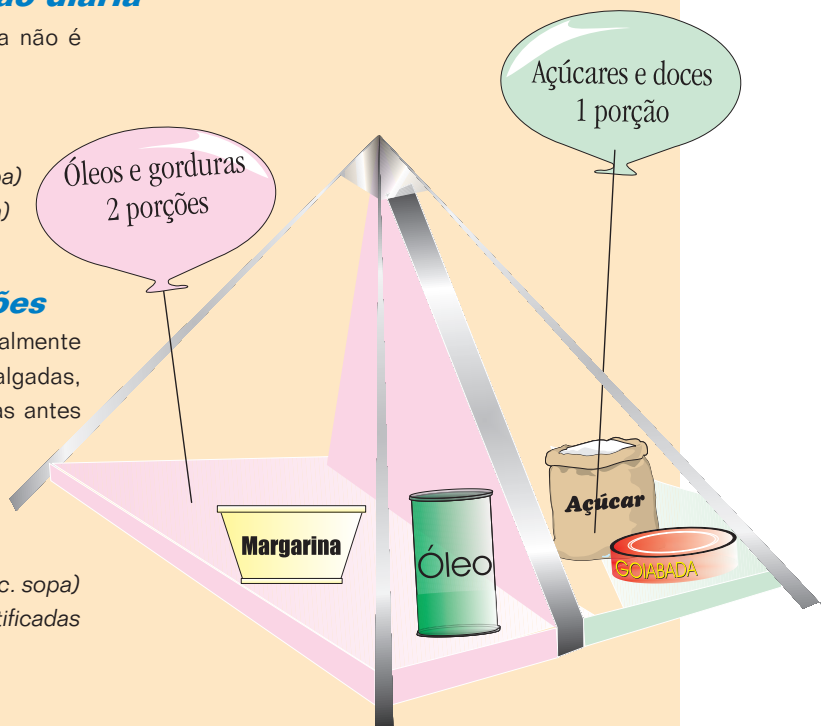 diária
a não é
a)
)
ões
almente
algadas,
as antes
c. sopa)
tificadas
Óleos e gorduras
2 porções
Açúcares e doces
1 porção
Margarina
Óleo
Açúcar
GOIABADA